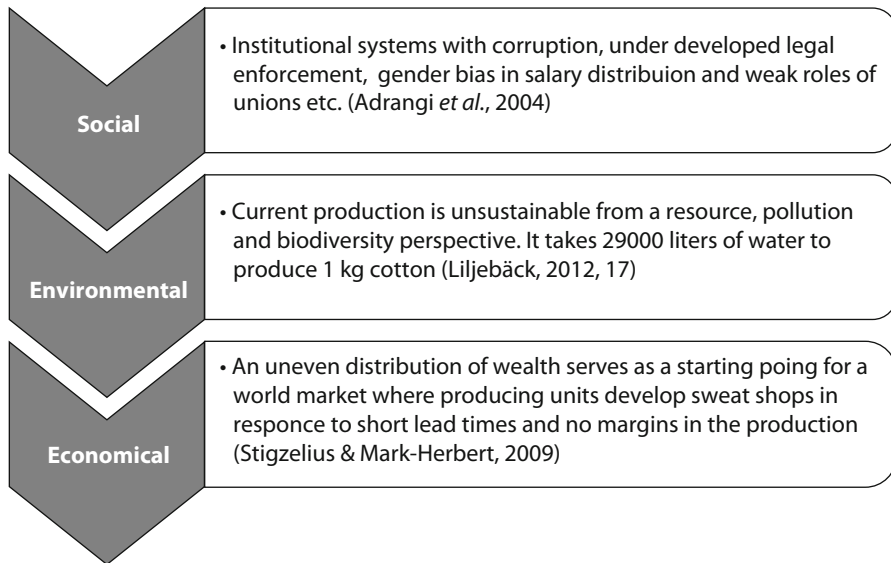 Social
• Institutional systems with corruption, under developed legal
enforcement, gender bias in salary distribuion and weak roles of
unions etc. (Adrangi et al., 2004)
Environmental
• Current production is unsustainable from a resource, pollution
and biodiversity perspective. It takes 29000 liters of water to
produce 1 kg cotton (Liljebäck, 2012, 17)
Economical
• An uneven distribution of wealth serves as a starting poing for a
world market where producing units develop sweat shops in
responce to short lead times and no margins in the production
(Stigzelius & Mark-Herbert, 2009)